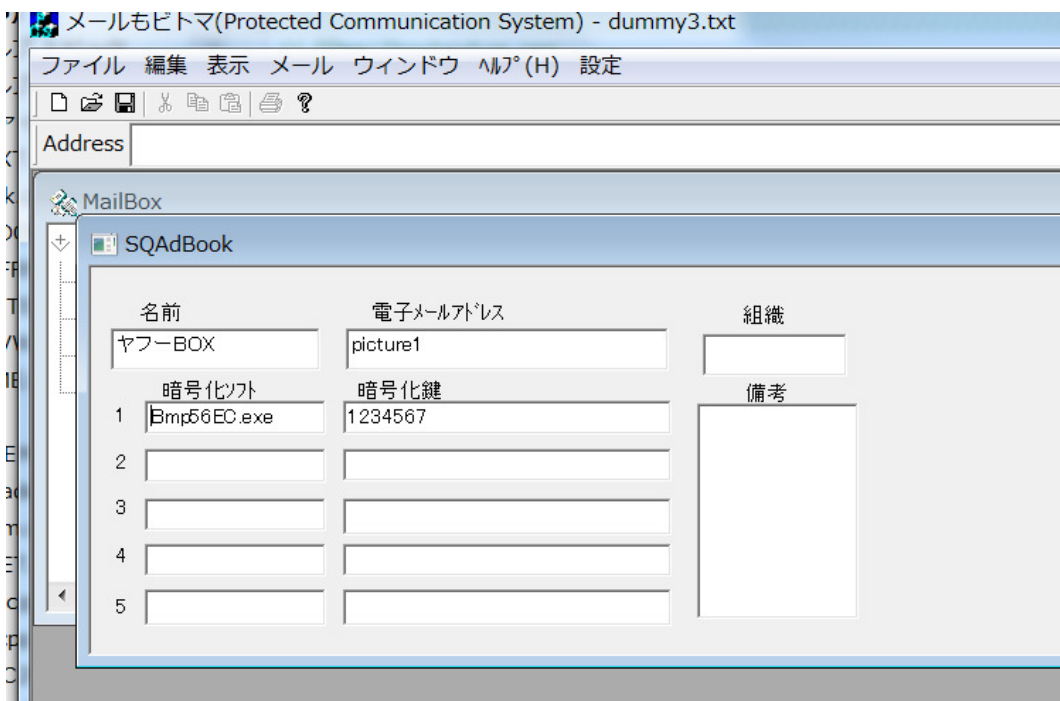 メールもビトマ(Protected Communication System) - dummy3.txt
ファイル 編集 表示 メール ウィンドウ ﾍﾙﾌﾟ(H) 設定
Address
MailBox
SQAdBook
名前 電子ﾒｰﾙｱﾄﾞﾚｽ 組織
ヤフーBOX picture1
暗号化ｿﾌﾄ 暗号化鍵 備考
1 Bmp56EC.exe 1234567
2
3
4
5